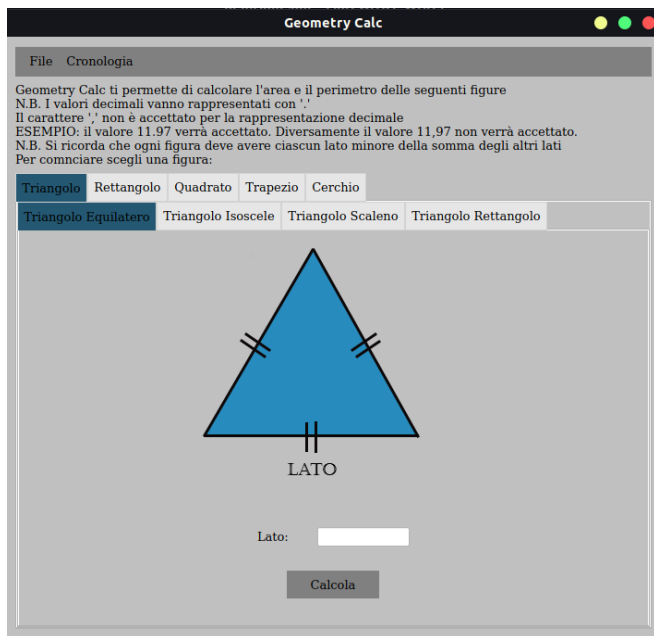 Geometry Calc
File Cronologia
Geometry Calc ti permette di calcolare l'area e il perimetro delle seguenti figure
N.B. I valori decimali vanno rappresentati con '.'
Il carattere ',' non è accettato per la rappresentazione decimale
ESEMPIO: il valore 11.97 verrà accettato. Diversamente il valore 11,97 non verrà accettato.
N.B. Si ricorda che ogni figura deve avere ciascun lato minore della somma degli altri lati
Per comnciare scegli una figura:
Triangolo Rettangolo Quadrato Trapezio Cerchio
Triangolo Equilatero Triangolo Isoscele Triangolo Scaleno Triangolo Rettangolo
LATO
Lato:
Calcola